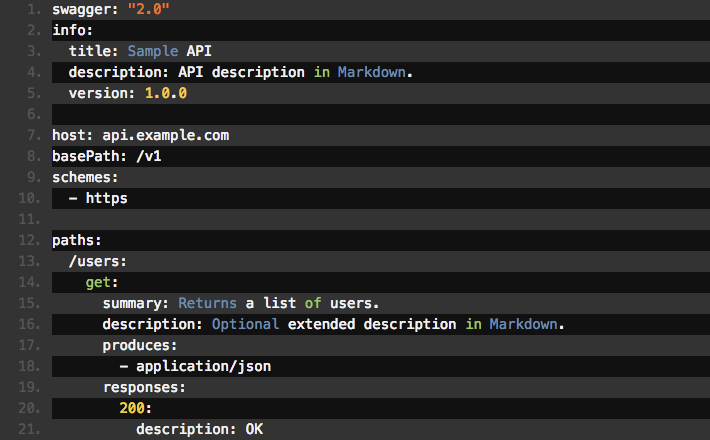 1. swagger: "2.0"
2. info:
3.   title: Sample API
4.   description: API description in Markdown.
5.   version: 1.0.0
6.
7. host: api.example.com
8. basePath: /v1
9. schemes:
10.   - https
11.
12. paths:
13.   /users:
14.     get:
15.       summary: Returns a list of users.
16.       description: Optional extended description in Markdown.
17.       produces:
18.         - application/json
19.       responses:
20.         200:
21.           description: OK